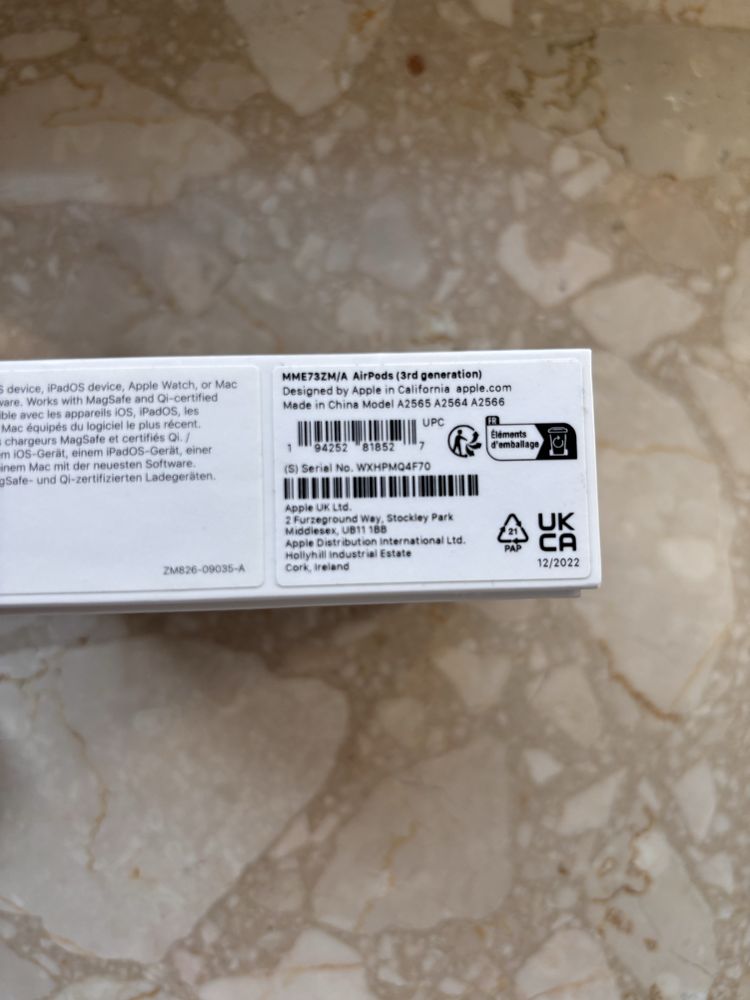 S device, iPadOS device, Apple Watch, or Mac
ware. Works with MagSafe and Qi-certified
ible avec les appareils iOS, iPadOS, les
Mac équipés du logiciel le plus récent.
s chargeurs MagSafe et certifiés Qi. /
m iOS-Gerät, einem iPadOS-Gerät, einer
inem Mac mit der neuesten Software.
gSafe- und Qi-zertifizierten Ladegeräten.
ZM826-09035-A
MME73ZM/A AirPods (3rd generation)
Designed by Apple in California apple.com
Made in China Model A2565 A2564 A2566
UPC
1 94252 81852 7
FR
Éléments
d'emballage
(S) Serial No. WXHPMQ4F70
Apple UK Ltd.
2 Furzeground Way, Stockley Park
Middlesex, UB11 1BB
Apple Distribution International Ltd.
Hollyhill Industrial Estate
Cork, Ireland
21
PAP
UK
CA
12/2022